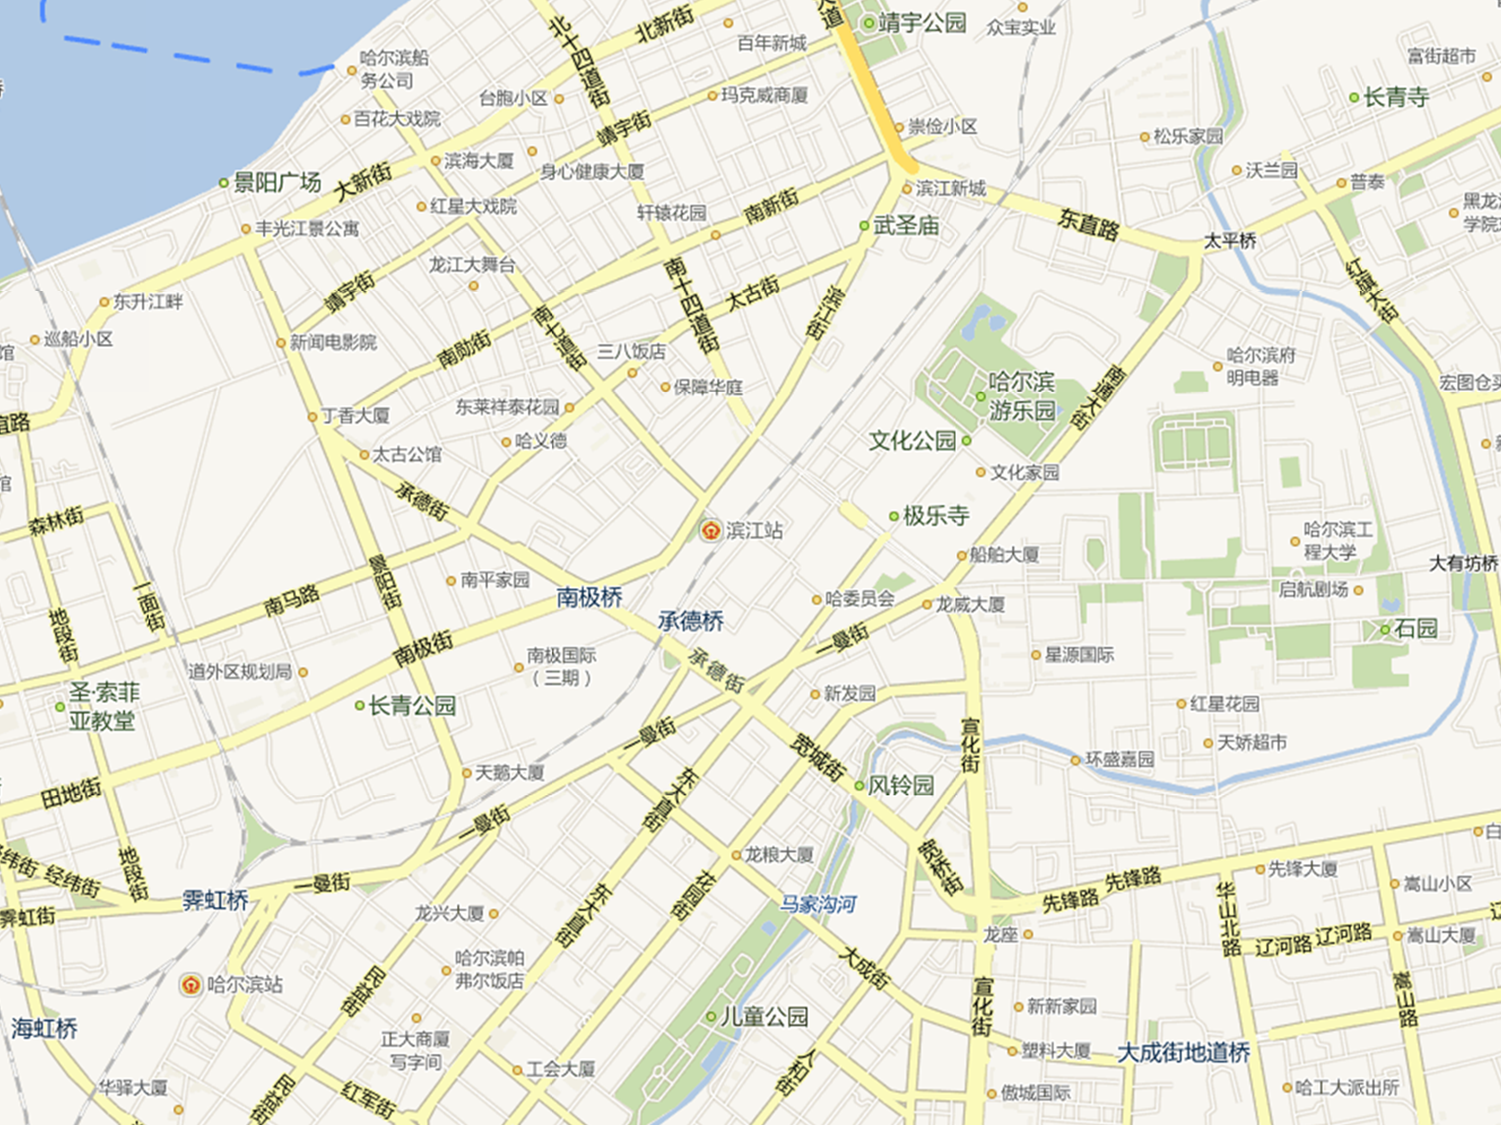 大道
靖宇公园
众宝实业
北十四道街
北新街
百年新城
富街超市
哈尔滨船
务公司
台胞小区
玛克威商厦
长青寺
百花大戏院
靖宇街
崇俭小区
松乐家园
滨海大厦
身心健康大厦
沃兰园
普泰
景阳广场
大新街
滨江新城
红星大戏院
轩辕花园
南新街
武圣庙
东直路
太平桥
黑龙江
学院
丰光江景公寓
龙江大舞台
南十四道街
太古街
红旗大街
东升江畔
靖宇街
南七道街
滨江街
巡船小区
馆
新闻电影院
南勋街
三八饭店
哈尔滨府
明电器
保障华庭
哈尔滨
游乐园
南通大街
宏图仓买
丁香大厦
东莱祥泰花园
直路
哈义德
文化公园
太古公馆
文化家园
馆
承德街
森林街
极乐寺
滨江站
哈尔滨工
程大学
船舶大厦
大有坊桥
景阳街
南平家园
一面街
南马路
南极桥
哈委员会
龙威大厦
启航剧场
承德桥
石园
地段街
一曼街
南极街
南极国际
（三期）
承德街
星源国际
道外区规划局
圣·索菲
亚教堂
长青公园
新发园
红星花园
一曼街
宣化街
天娇超市
宽城街
环盛嘉园
天鹅大厦
东大直街
风铃园
田地街
一曼街
白
经纬街
经纬街
地段街
龙粮大厦
宽桥街
先锋大厦
一曼街
花园街
先锋路
先锋路
嵩山小区
霁虹桥
霁虹街
龙兴大厦
东大直街
马家沟河
华山北路
龙座
辽河路
辽河路
嵩山大厦
哈尔滨帕
弗尔饭店
大成街
哈尔滨站
民益街
宣化街
嵩山路
新新家园
海虹桥
儿童公园
正大商厦
写字间
塑料大厦
大成街地道桥
工会大厦
人和街
华驿大厦
民益街
红军街
傲城国际
哈工大派出所